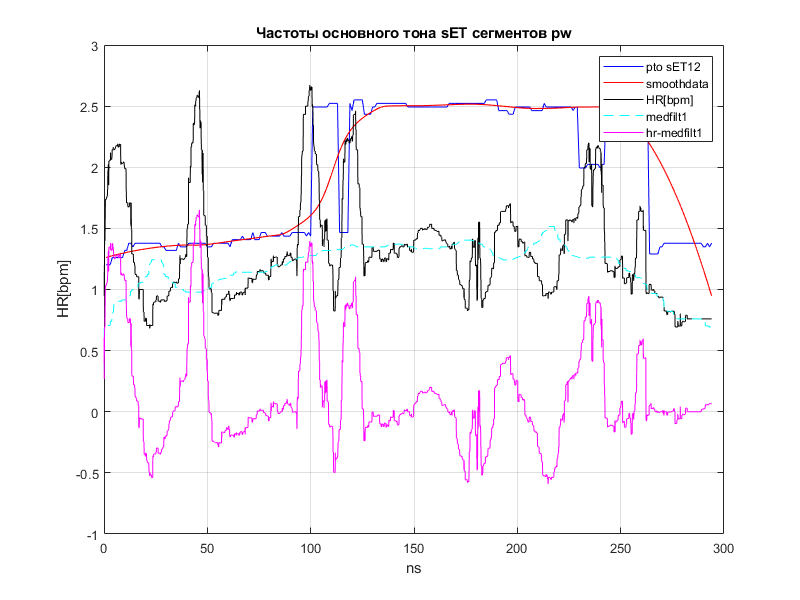 Частоты основного тона sET сегментов pw
3
2.5
2
1.5
1
0.5
0
-0.5
-1
HR[bpm]
pto sET12
smoothdata
HR[bpm]
medfilt1
hr-medfilt1
0
50
100
150
200
250
300
ns